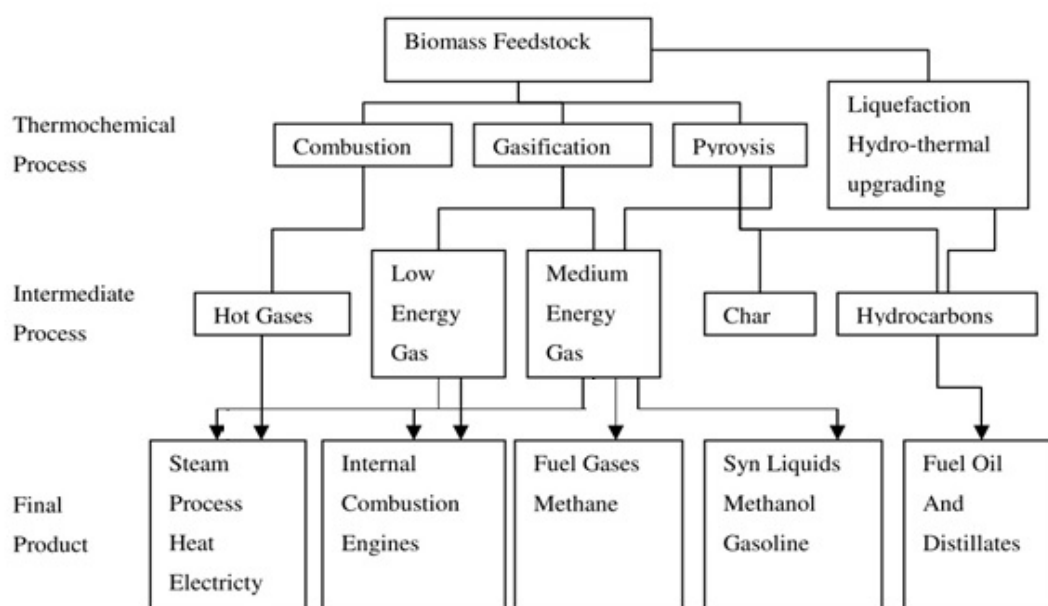 Biomass Feedstock
Thermochemical
Process
Combustion
Gasification
Pyroysis
Liquefaction
Hydro-thermal
upgrading
Intermediate
Process
Hot Gases
Low
Energy
Gas
Medium
Energy
Gas
Char
Hydrocarbons
Final
Product
Steam
Process
Heat
Electricty
Internal
Combustion
Engines
Fuel Gases
Methane
Syn Liquids
Methanol
Gasoline
Fuel Oil
And
Distillates